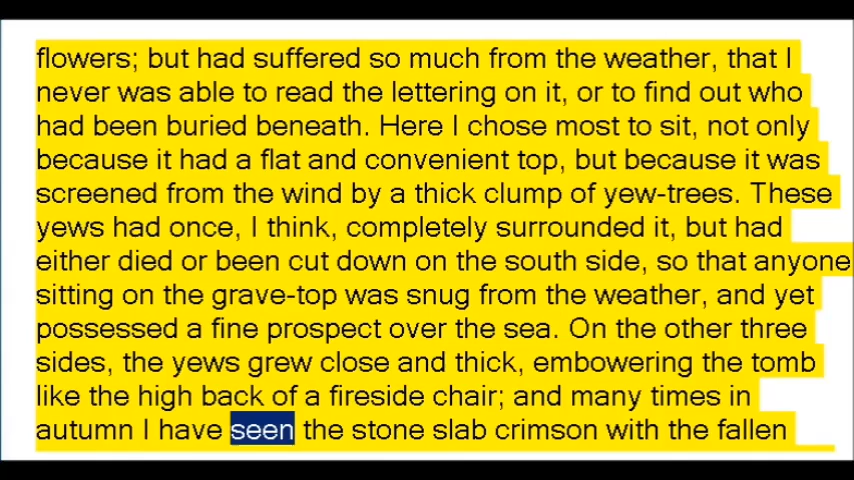 flowers; but had suffered so much from the weather, that I
never was able to read the lettering on it, or to find out who
had been buried beneath. Here I chose most to sit, not only
because it had a flat and convenient top, but because it was
screened from the wind by a thick clump of yew-trees. These
yews had once, I think, completely surrounded it, but had
either died or been cut down on the south side, so that anyone
sitting on the grave-top was snug from the weather, and yet
possessed a fine prospect over the sea. On the other three
sides, the yews grew close and thick, embowering the tomb
like the high back of a fireside chair; and many times in
autumn I have seen the stone slab crimson with the fallen